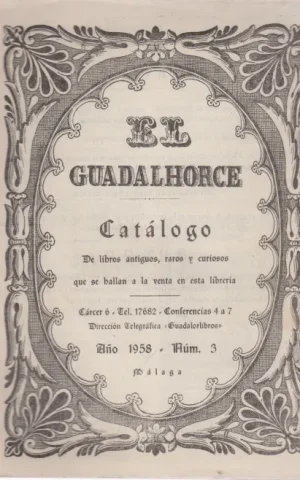 EL
GUADALHORCE
Catálogo
De libros antiguos, raros y curiosos
que se hallan a la venta en esta librería
Cárcer 6 - Tel. 17682 - Conferencias 4 a 7
Dirección Telegráfica «Guadalorlibros»
Año 1958 - Núm. 3
Málaga